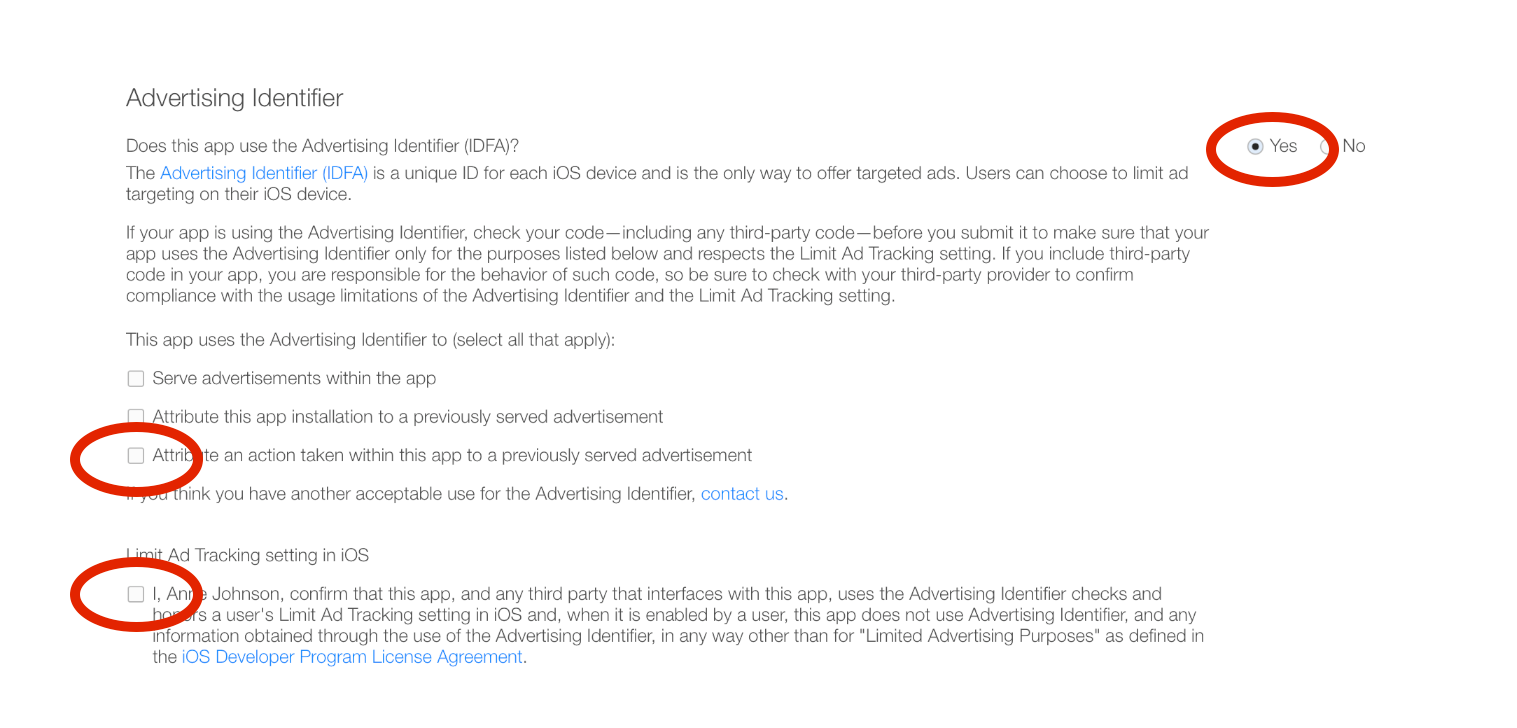 Advertising Identifier
Does this app use the Advertising Identifier (IDFA)? Yes No
The Advertising Identifier (IDFA) is a unique ID for each iOS device and is the only way to offer targeted ads. Users can choose to limit ad
targeting on their iOS device.
If your app is using the Advertising Identifier, check your code—including any third-party code—before you submit it to make sure that your
app uses the Advertising Identifier only for the purposes listed below and respects the Limit Ad Tracking setting. If you include third-party
code in your app, you are responsible for the behavior of such code, so be sure to check with your third-party provider to confirm
compliance with the usage limitations of the Advertising Identifier and the Limit Ad Tracking setting.
This app uses the Advertising Identifier to (select all that apply):
Serve advertisements within the app
Attribute this app installation to a previously served advertisement
Attribute an action taken within this app to a previously served advertisement
If you think you have another acceptable use for the Advertising Identifier, contact us.
Limit Ad Tracking setting in iOS
I, Anne Johnson, confirm that this app, and any third party that interfaces with this app, uses the Advertising Identifier checks and
honors a user's Limit Ad Tracking setting in iOS and, when it is enabled by a user, this app does not use Advertising Identifier, and any
information obtained through the use of the Advertising Identifier, in any way other than for "Limited Advertising Purposes" as defined in
the iOS Developer Program License Agreement.